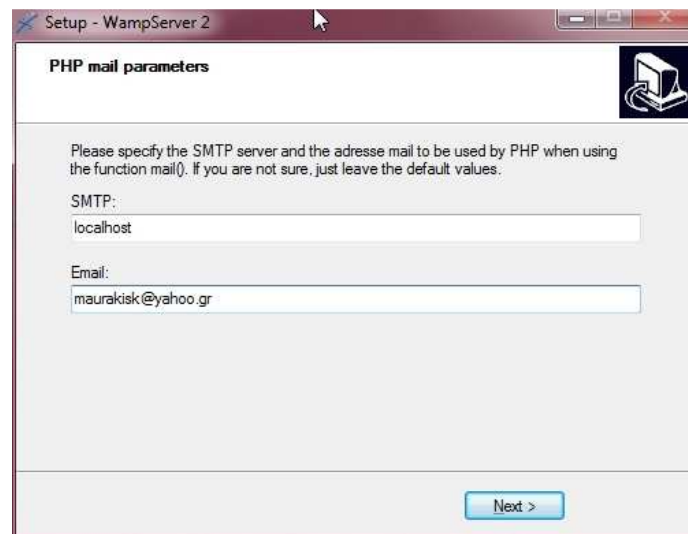 Setup - WampServer 2
PHP mail parameters
Please specify the SMTP server and the adresse mail to be used by PHP when using
the function mail(). If you are not sure, just leave the default values.
SMTP:
localhost
Email:
maurakisk@yahoo.gr
Next >